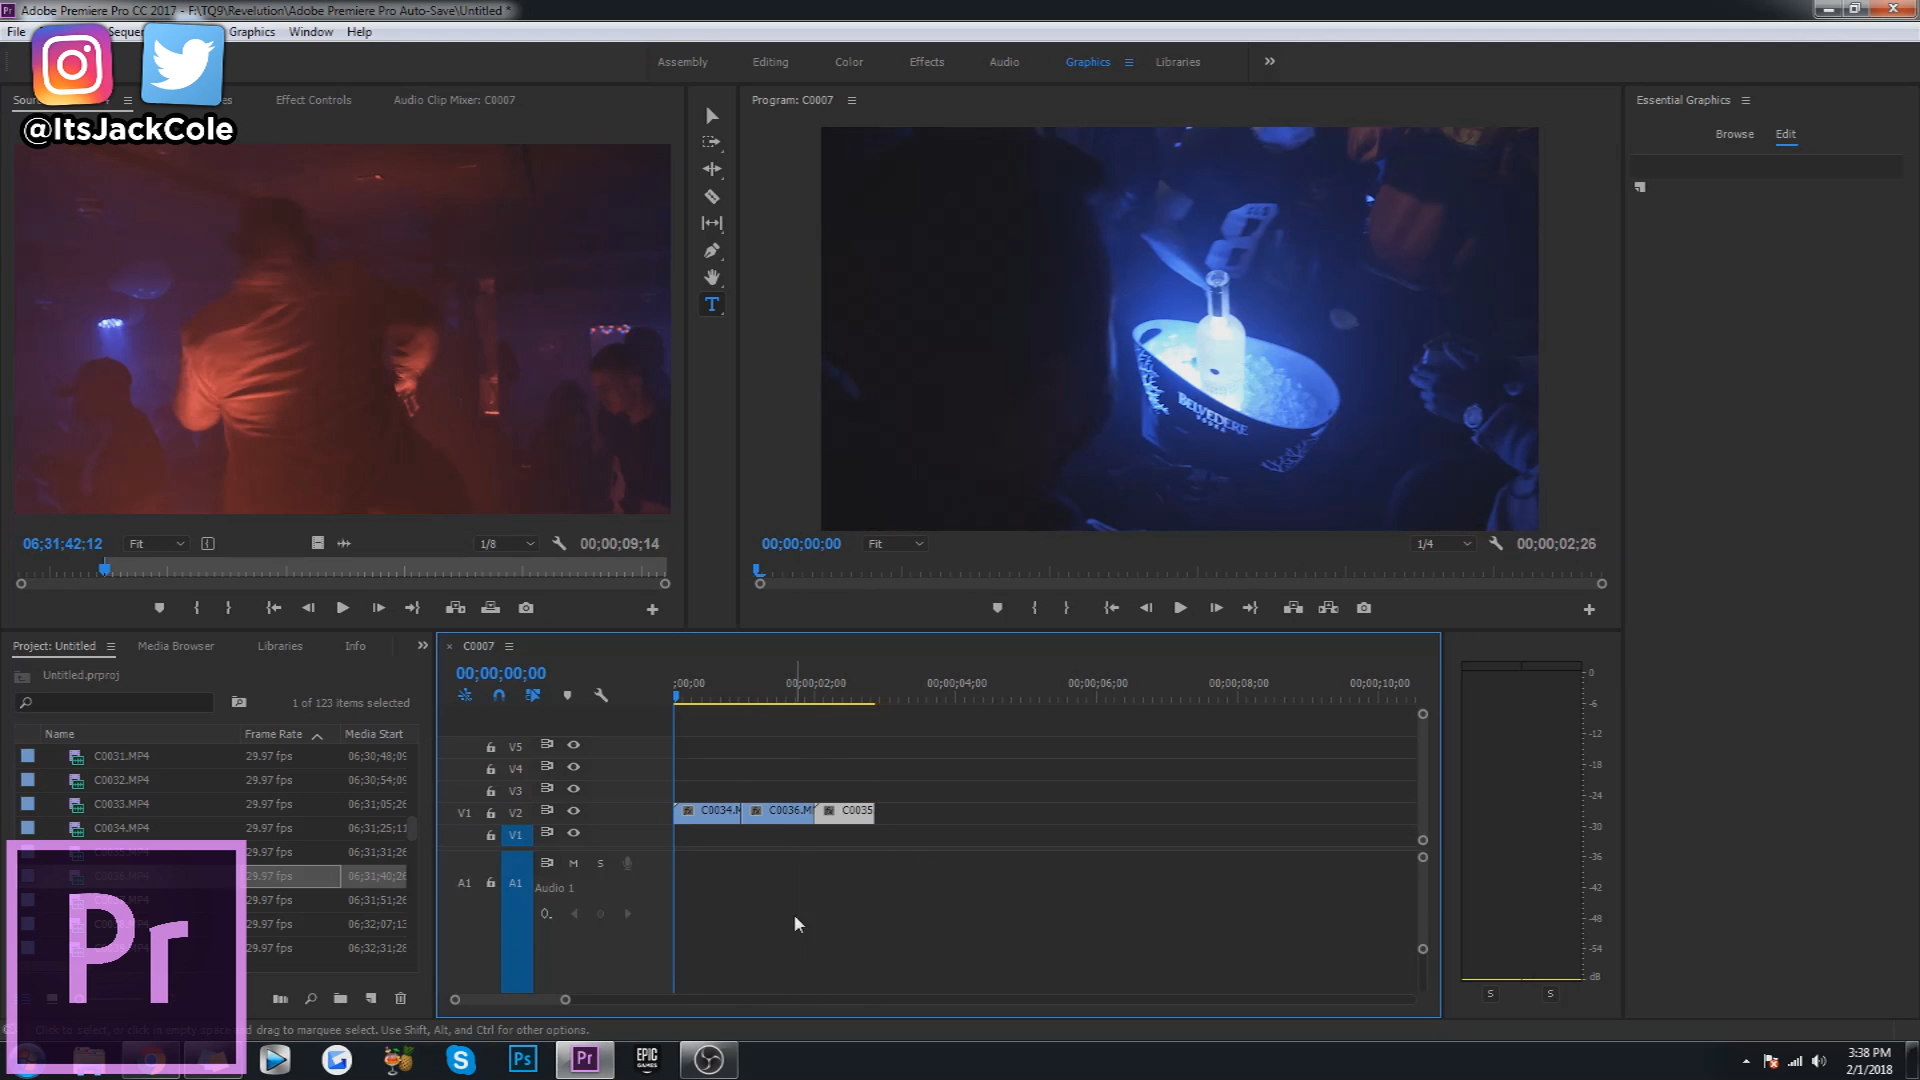 Adobe Premiere Pro CC 2017 - F:\TQ9\Revelution\Adobe Premiere Pro Auto-Save\Untitled *
File Sequen Graphics Window Help
@ItsJackCole
Assembly Editing Color Effects Audio Graphics Libraries
Effect Controls Audio Clip Mixer: C0007
Program: C0007
Essential Graphics
Browse Edit
T
BELVEDERE
VODKA
06;31;42;12 Fit 1/8 00;00;09;14
00;00;00;00 Fit 1/4 00;00;02;26
Project: Untitled Media Browser Libraries Info
Untitled.prproj
1 of 123 items selected
Name Frame Rate Media Start
C0031.MP4 29.97 fps 06;30;48;09
C0032.MP4 29.97 fps 06;30;54;09
C0033.MP4 29.97 fps 06;31;05;26
C0034.MP4 29.97 fps 06;31;25;11
C0035.MP4 29.97 fps 06;31;31;26
C0036.MP4 29.97 fps 06;31;40;26
29.97 fps 06;31;51;26
29.97 fps 06;32;07;13
29.97 fps 06;32;31;28
Pr
C0007
00;00;00;00
;00;00 00;00;02;00 00;00;04;00 00;00;06;00 00;00;08;00 00;00;10;00
V5
V4
V3
V1 V2 C0034.M C0036.M C0035
V1
A1 A1 M S
Audio 1
0
-6
-12
-18
-24
-30
-36
-42
-48
-54
dB
S S
Click to select, or click in empty space and drag to marquee select. Use Shift, Alt, and Ctrl for other options.
Ps Pr EPIC GAMES
3:38 PM
2/1/2018